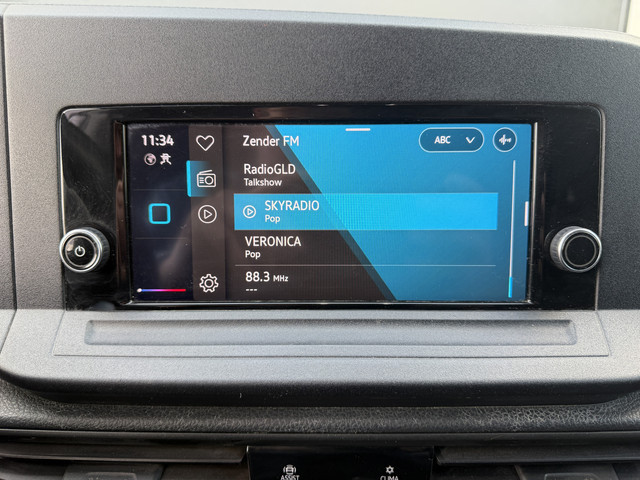 11:34
Zender FM
ABC
RadioGLD
Talkshow
SKYRADIO
Pop
VERONICA
Pop
88.3 MHz
---
ASSIST
CLIMA